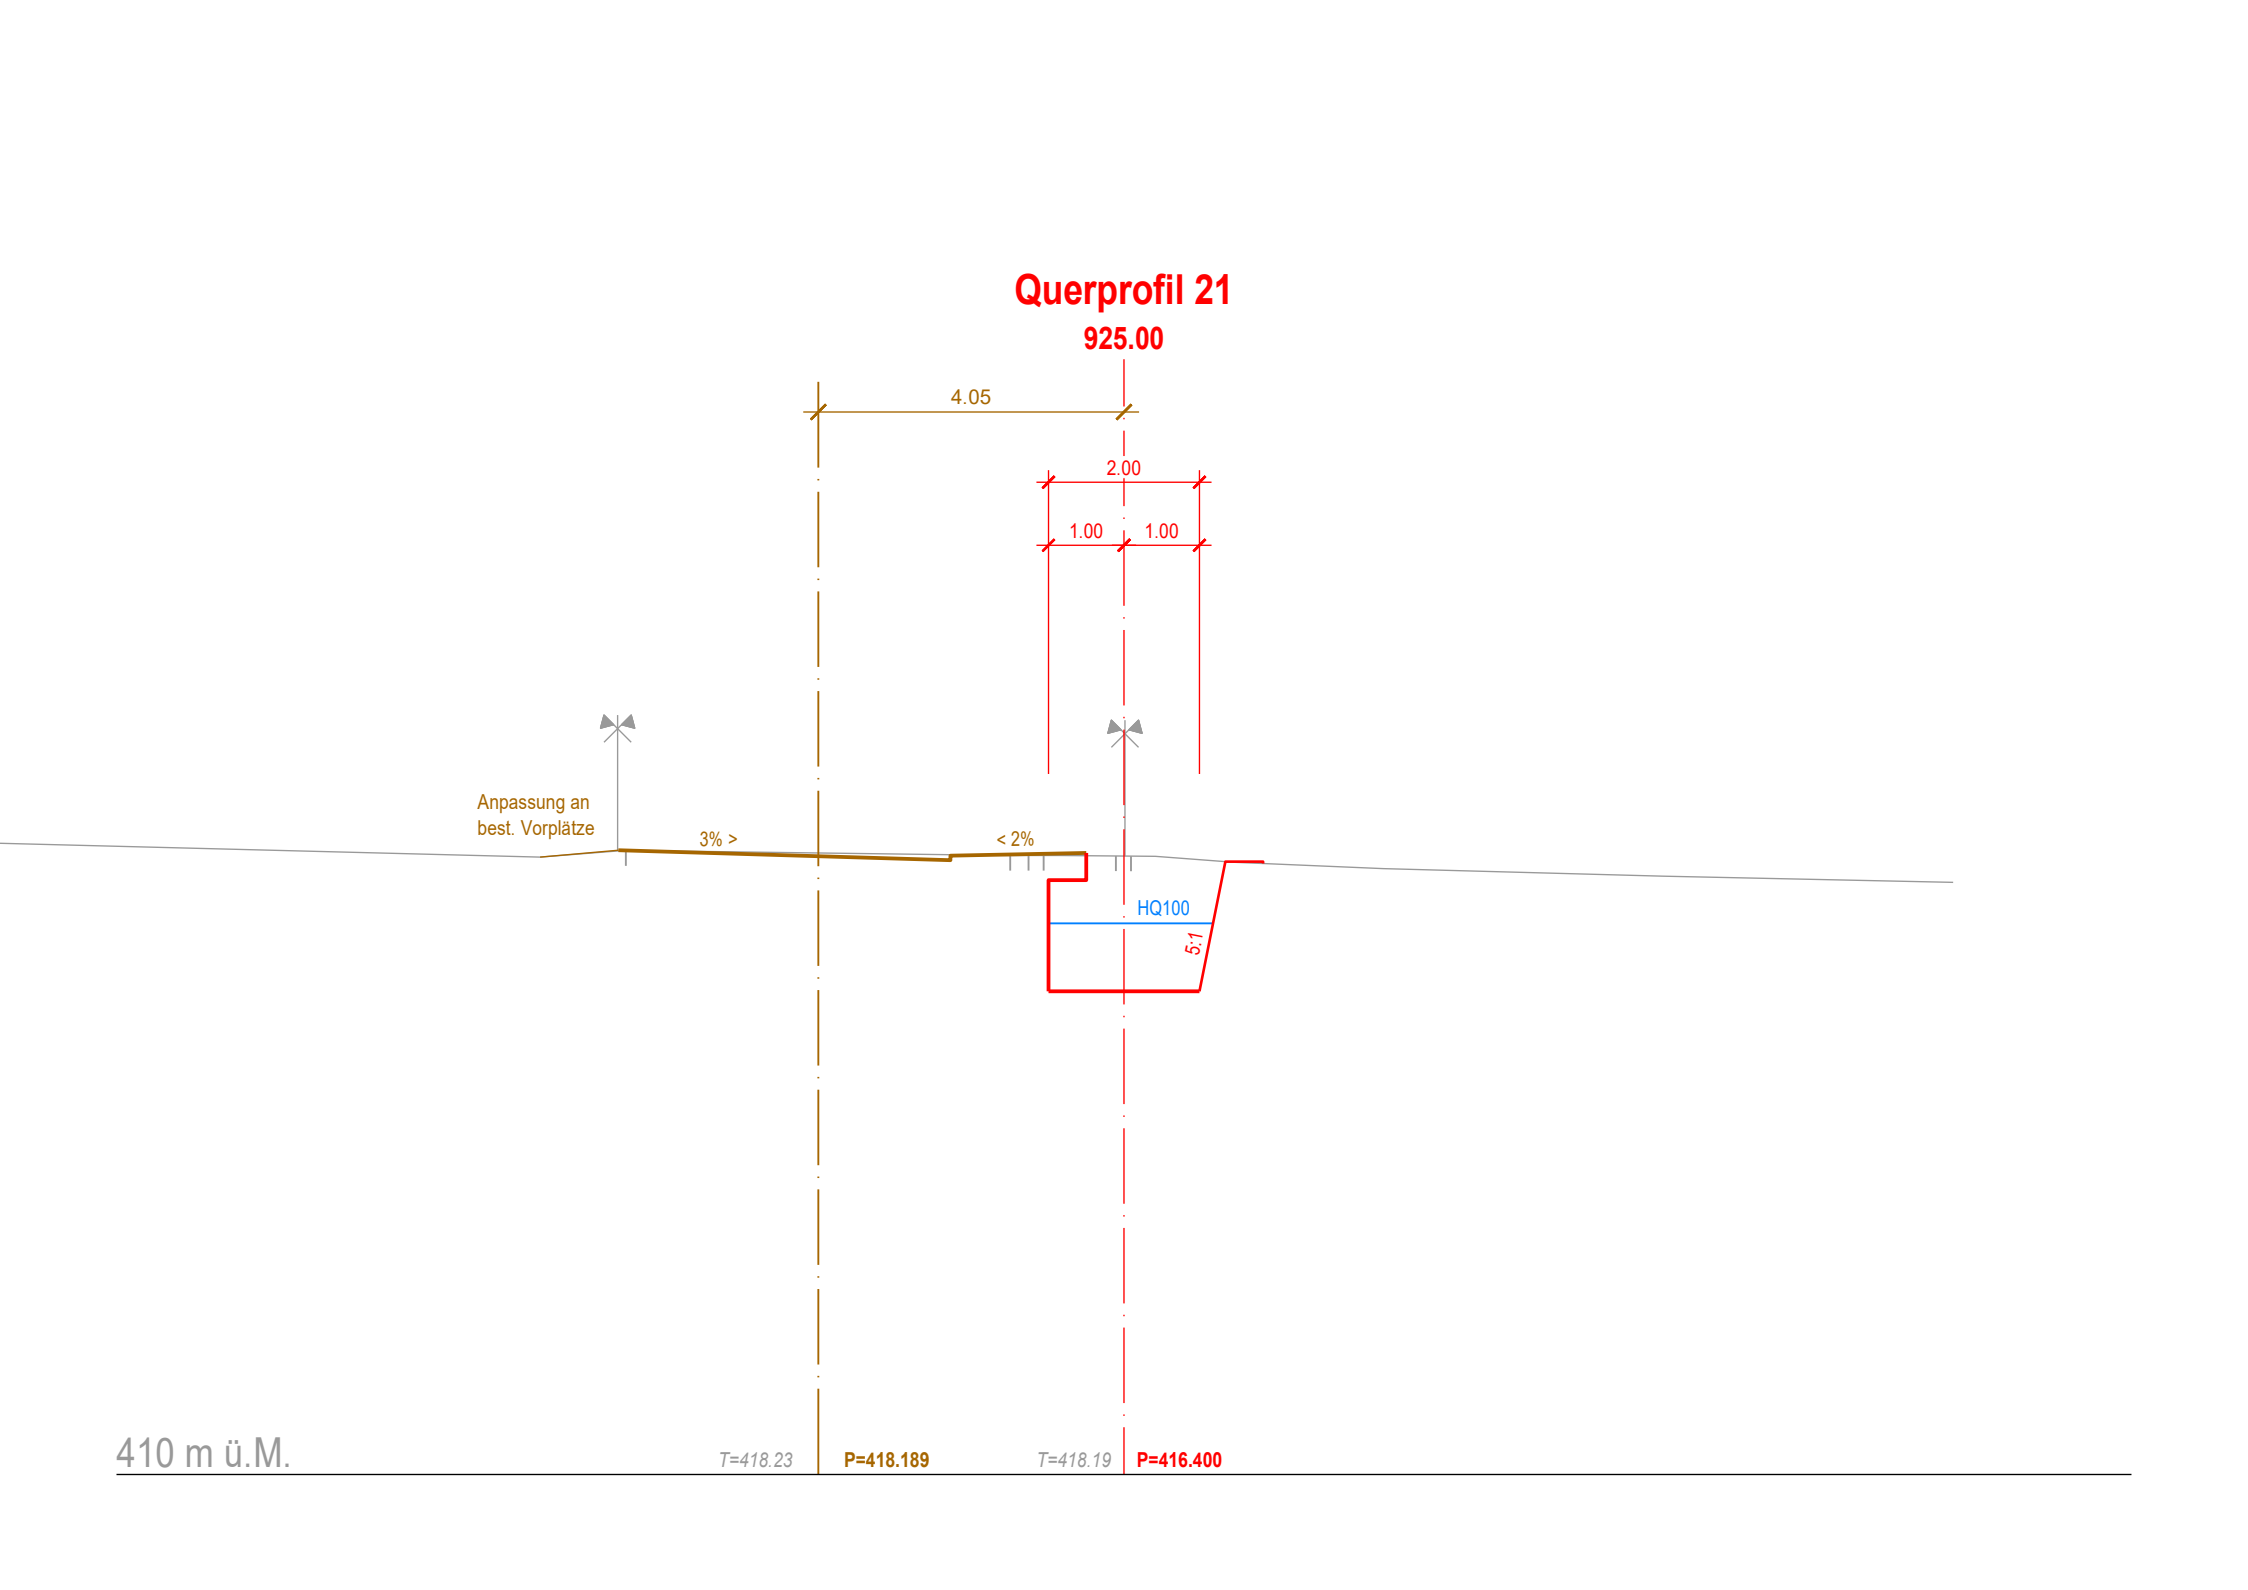 Querprofil 21
925.00
4.05
2.00
1.00 1.00
Anpassung an
best. Vorplätze
3% > < 2%
HQ100
5:1
410 m ü.M.
T=418.23 P=418.189 T=418.19 P=416.400